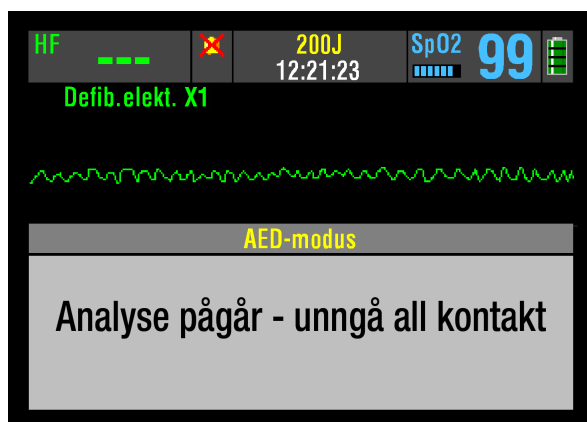 HF --- 200J SpO2 99
12:21:23
Defib.elekt. X1
AED-modus
Analyse pågår - unngå all kontakt